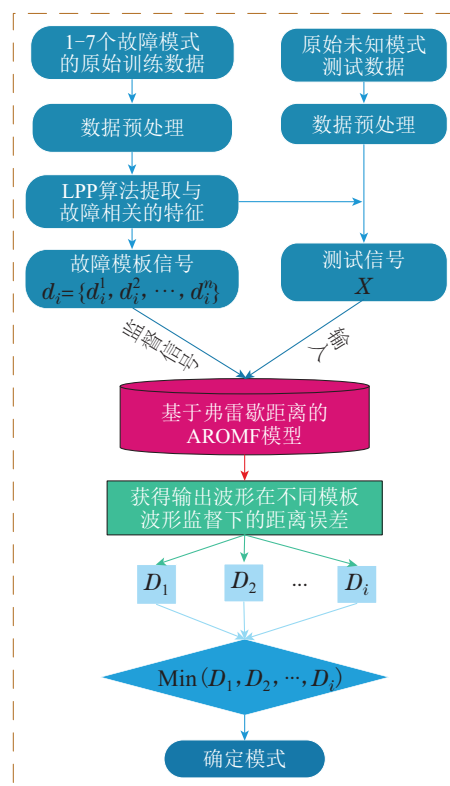 1-7个故障模式
的原始训练数据
原始未知模式
测试数据
数据预处理
数据预处理
LPP算法提取与
故障相关的特征
故障模板信号
d_i={d_i^1, d_i^2, ···, d_i^n}
测试信号
X
监督信号
输入
基于弗雷歇距离的
AROMF模型
获得输出波形在不同模板
波形监督下的距离误差
D_1 D_2 ··· D_i
Min(D_1, D_2, ···, D_i)
确定模式